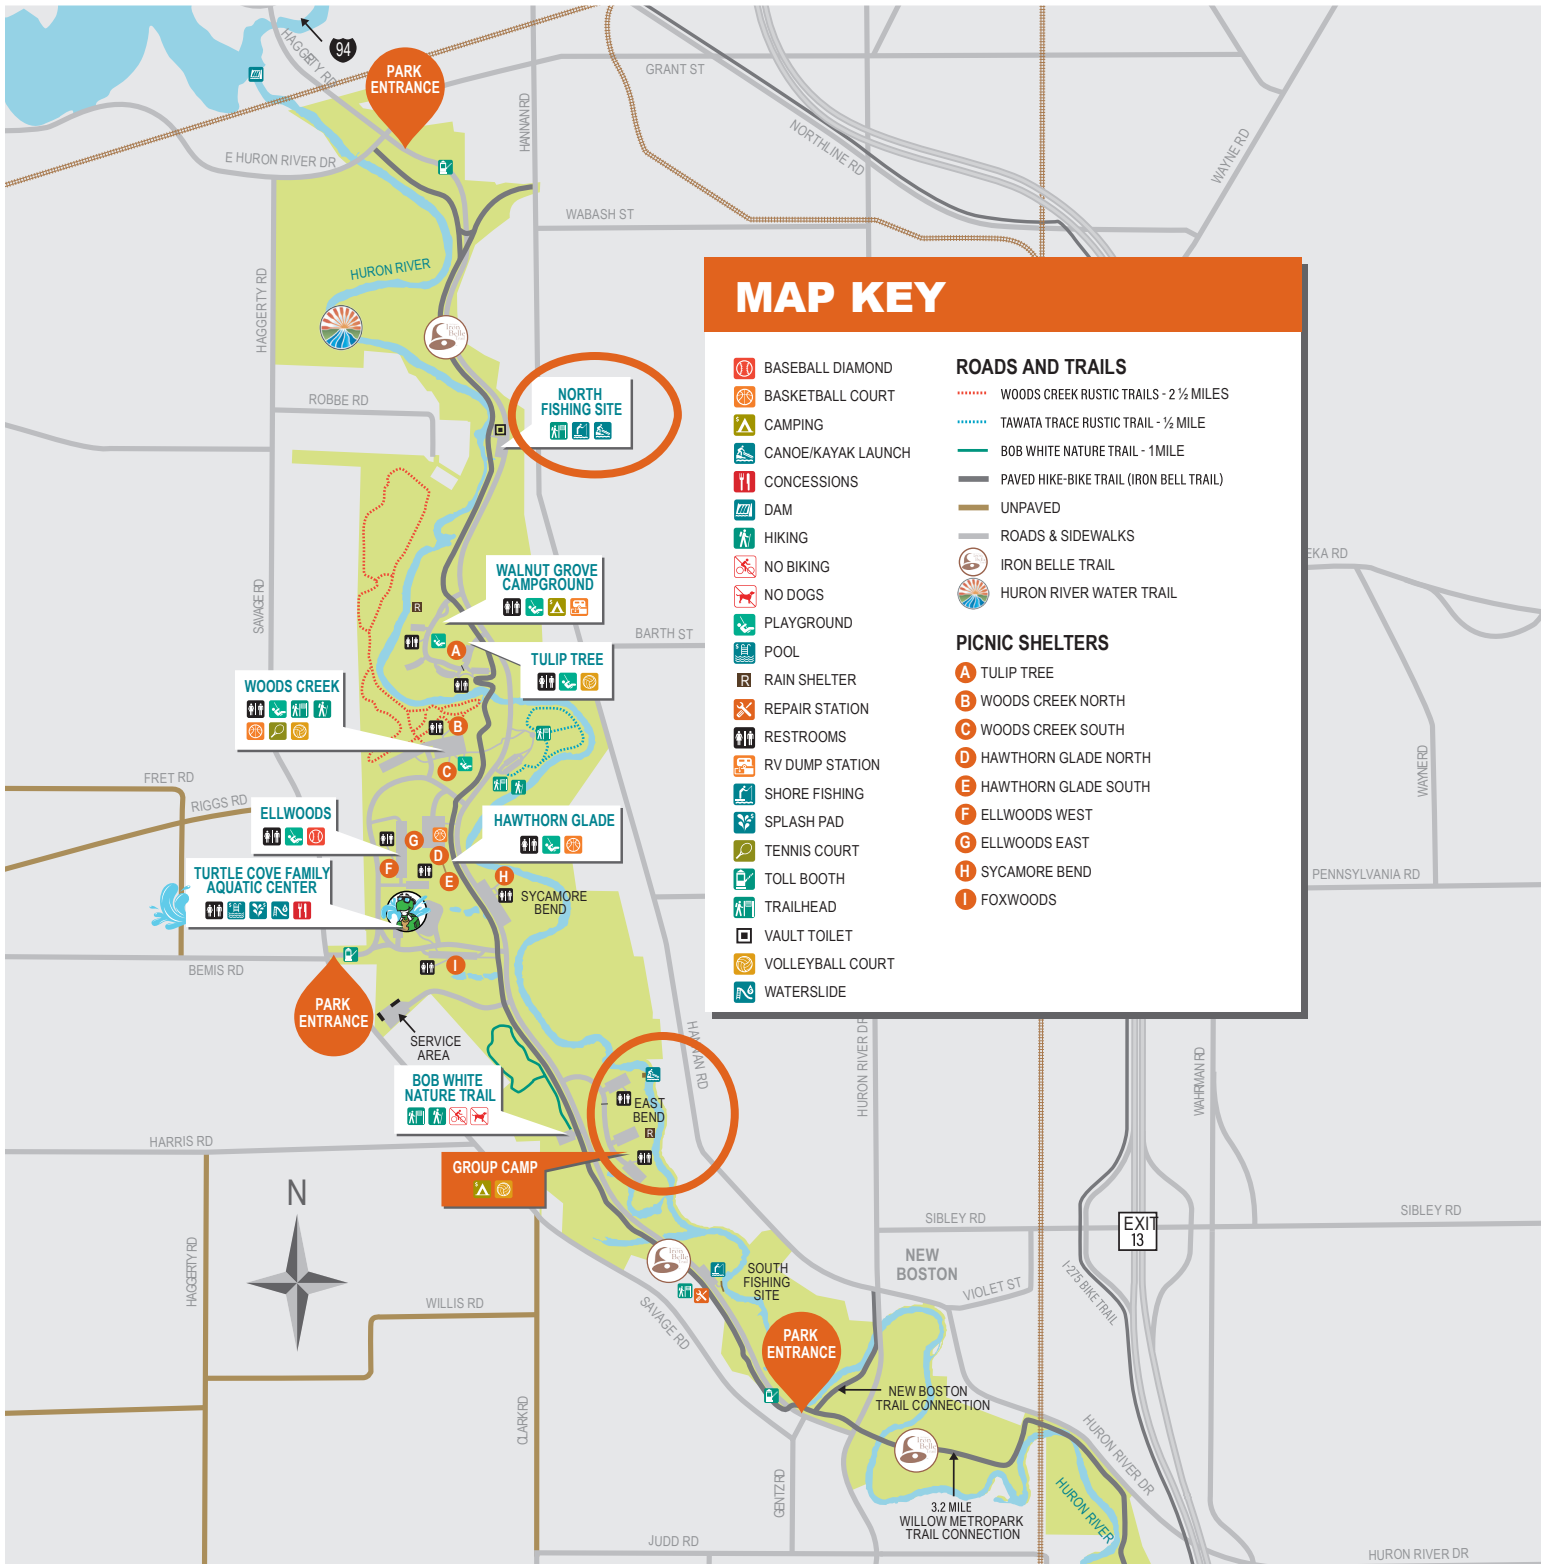 94
HAGGERTY RD
PARK
ENTRANCE
GRANT ST
HANNAN RD
NORTHLINE RD
WAYNE RD
E HURON RIVER DR
WABASH ST
HURON RIVER
HAGGERTY RD
Iron
Belle
NORTH
FISHING SITE
ROBBE RD
MAP KEY
BASEBALL DIAMOND
BASKETBALL COURT
CAMPING
CANOE/KAYAK LAUNCH
CONCESSIONS
DAM
HIKING
NO BIKING
NO DOGS
PLAYGROUND
POOL
RAIN SHELTER
R
REPAIR STATION
RESTROOMS
RV DUMP STATION
SHORE FISHING
SPLASH PAD
TENNIS COURT
TOLL BOOTH
TRAILHEAD
VAULT TOILET
VOLLEYBALL COURT
WATERSLIDE
ROADS AND TRAILS
WOODS CREEK RUSTIC TRAILS - 2 ½ MILES
TAWATA TRACE RUSTIC TRAIL - ½ MILE
BOB WHITE NATURE TRAIL - 1MILE
PAVED HIKE-BIKE TRAIL (IRON BELL TRAIL)
UNPAVED
ROADS & SIDEWALKS
IRON BELLE TRAIL
HURON RIVER WATER TRAIL
PICNIC SHELTERS
A TULIP TREE
B WOODS CREEK NORTH
C WOODS CREEK SOUTH
D HAWTHORN GLADE NORTH
E HAWTHORN GLADE SOUTH
F ELLWOODS WEST
G ELLWOODS EAST
H SYCAMORE BEND
I FOXWOODS
EKA RD
WAYNE RD
PENNSYLVANIA RD
SAVAGE RD
WALNUT GROVE
CAMPGROUND
R
BARTH ST
A
TULIP TREE
WOODS CREEK
B
C
FRET RD
RIGGS RD
ELLWOODS
HAWTHORN GLADE
G
D
F
E
H
TURTLE COVE FAMILY
AQUATIC CENTER
SYCAMORE
BEND
I
BEMIS RD
PARK
ENTRANCE
SERVICE
AREA
HANNAN RD
HURON RIVER DR
WAHRMAN RD
BOB WHITE
NATURE TRAIL
EAST
BEND
R
HARRIS RD
GROUP CAMP
N
SIBLEY RD
EXIT
13
SIBLEY RD
HAGGERTY RD
Iron
Belle
NEW
BOSTON
SOUTH
FISHING
SITE
VIOLET ST
I-275 BIKE TRAIL
WILLIS RD
SAVAGE RD
PARK
ENTRANCE
NEW BOSTON
TRAIL CONNECTION
CLARK RD
Iron
Belle
HURON RIVER DR
GENTZ RD
3.2 MILE
WILLOW METROPARK
TRAIL CONNECTION
HURON RIVER
JUDD RD
HURON RIVER DR